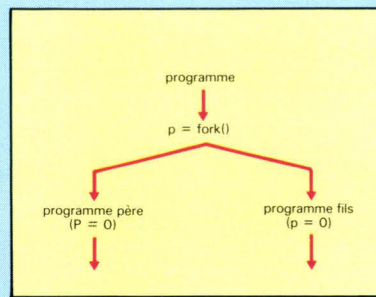 programme
p = fork()
programme père
(P = 0)
programme fils
(p = 0)